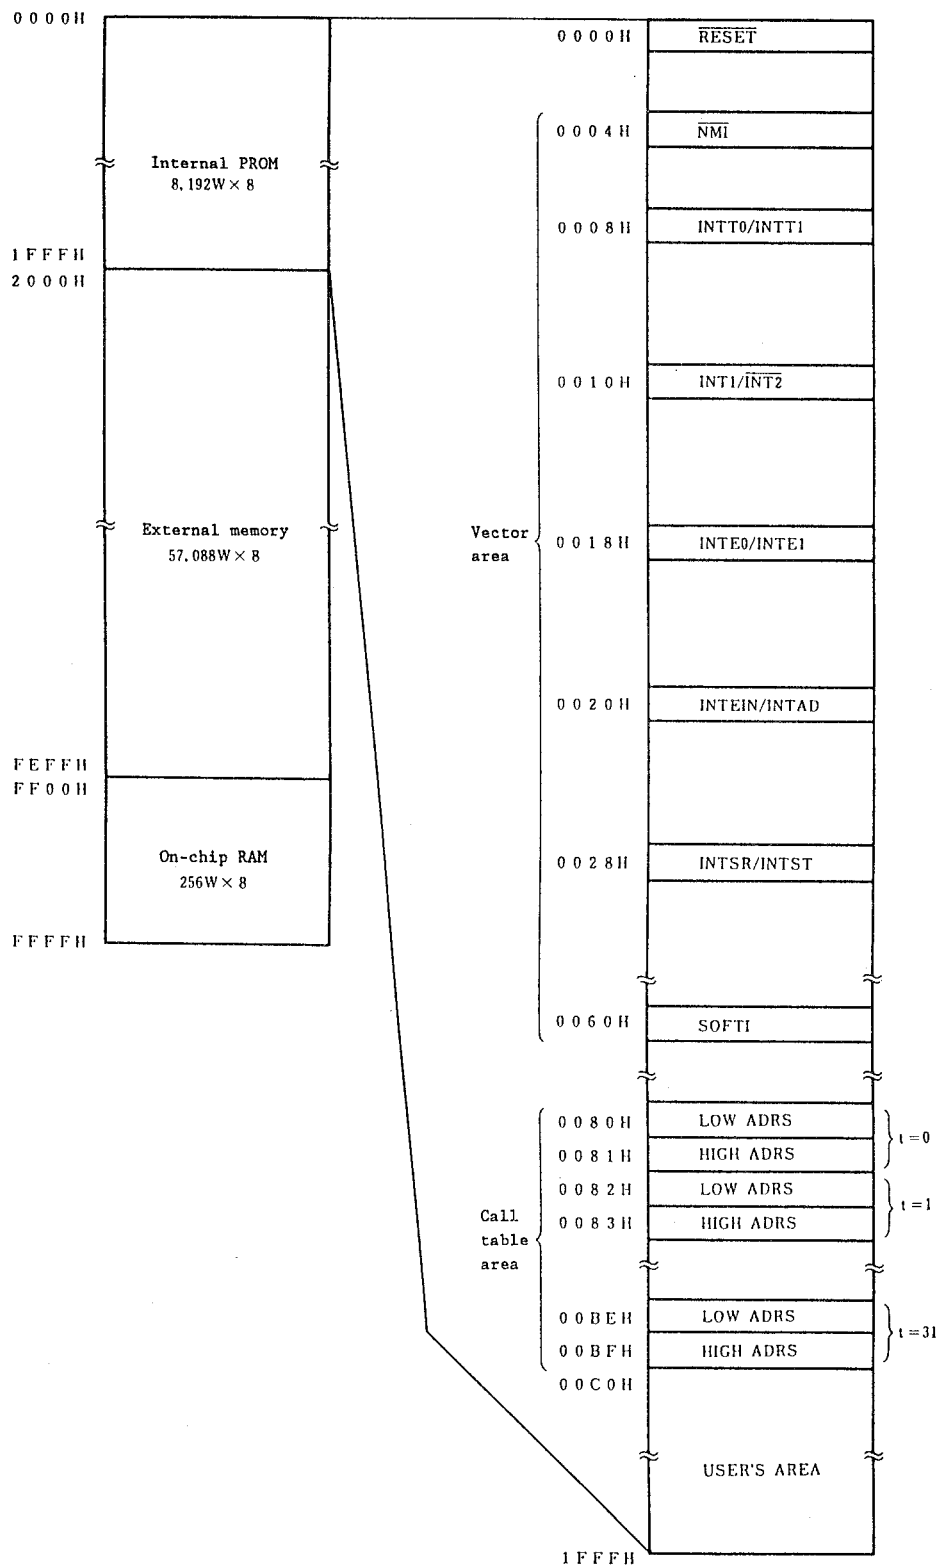 0000H
Internal PROM
8,192W × 8
1FFFH
2000H
External memory
57,088W × 8
FEFFH
FF00H
On-chip RAM
256W × 8
FFFFH
0000H RESET
0004H NMI
0008H INTT0/INTT1
0010H INT1/INT2
Vector
area
0018H INTE0/INTE1
0020H INTEIN/INTAD
0028H INTSR/INTST
0060H SOFTI
Call
table
area
0080H LOW ADRS
0081H HIGH ADRS
t=0
0082H LOW ADRS
0083H HIGH ADRS
t=1
00BEH LOW ADRS
00BFH HIGH ADRS
t=31
00C0H
USER'S AREA
1FFFH